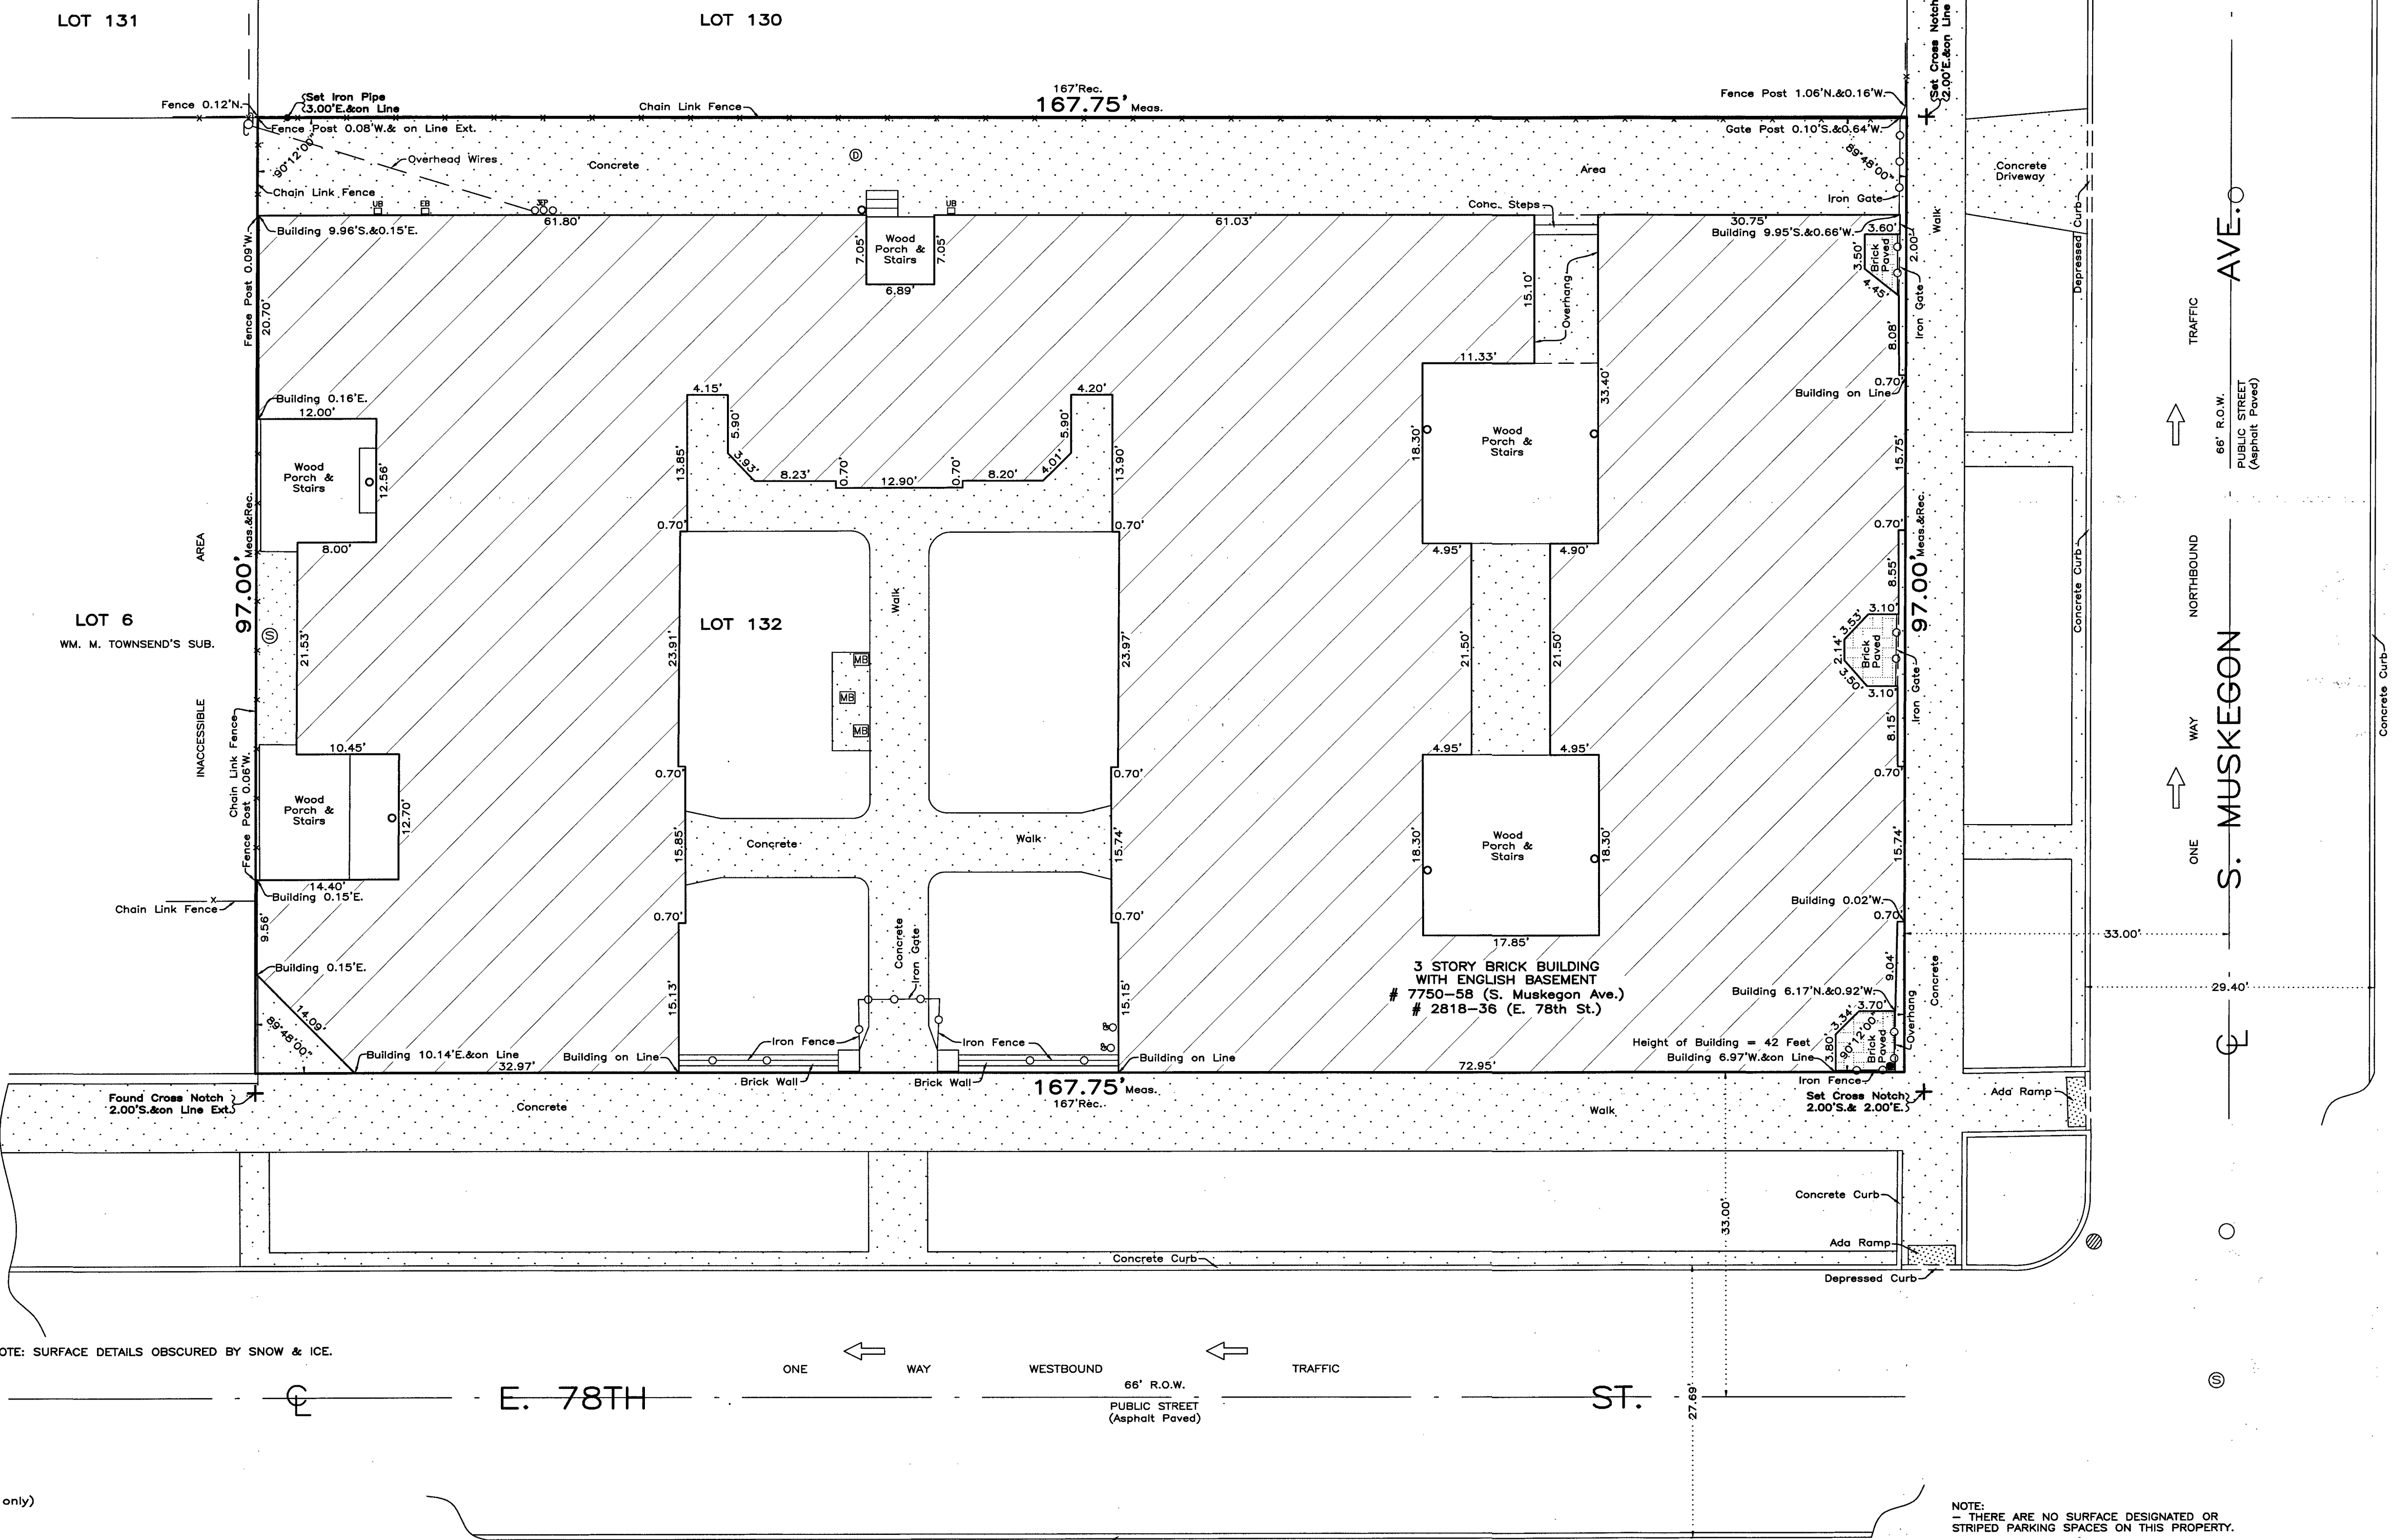 LOT 131
LOT 130
Set Cross Notch
2.00'E.&on Line
167'Rec.
167.75' Meas.
Fence 0.12'N.
Set Iron Pipe
3.00'E.&on Line
Chain Link Fence
Fence Post 1.06'N.&0.16'W.
Fence Post 0.08'W.& on Line Ext.
Gate Post 0.10'S.&0.64'W.
90°12'00"
Overhead Wires
Concrete
D
Area
89°48'00"
Concrete
Driveway
Chain Link Fence
Iron Gate
UB
EB
3EP
UB
Conc. Steps
Walk
Depressed Curb
Building 9.96'S.&0.15'E.
61.80'
61.03'
30.75'
Building 9.95'S.&0.66'W.
3.60'
2.00'
Fence Post 0.09'W.
20.70'
7.05'
Wood
Porch &
Stairs
7.05'
6.89'
15.10'
Overhang
3.50'
Brick
Paved
4.45'
Iron Gate
8.08'
11.33'
33.40'
0.70'
Building on Line
Building 0.16'E.
12.00'
4.15'
4.20'
5.90'
5.90'
3.93'
4.01'
8.23'
0.70'
12.90'
0.70'
8.20'
13.85'
13.90'
Wood
Porch &
Stairs
12.56'
18.30'
Wood
Porch &
Stairs
15.75'
0.70'
0.70'
0.70'
8.00'
4.95'
4.90'
AREA
INACCESSIBLE
97.00' Meas.&Rec.
97.00' Meas.&Rec.
LOT 6
WM. M. TOWNSEND'S SUB.
S
21.53'
LOT 132
Walk
23.91'
23.97'
MB
MB
MB
21.50'
21.50'
8.55'
3.10'
3.53'
2.14'
Brick
Paved
3.50'
3.10'
Iron Gate
8.15'
Concrete Curb
Chain Link Fence
Fence Post 0.06'W.
10.45'
0.70'
0.70'
4.95'
4.95'
0.70'
Wood
Porch &
Stairs
12.70'
15.85'
Concrete
Walk
15.74'
18.30'
Wood
Porch &
Stairs
18.30'
15.74'
14.40'
Building 0.15'E.
Chain Link Fence
9.56'
0.70'
0.70'
Building 0.02'W.
0.70'
33.00'
17.85'
Concrete
Iron Gate
Building 0.15'E.
3 STORY BRICK BUILDING
WITH ENGLISH BASEMENT
# 7750-58 (S. Muskegon Ave.)
# 2818-36 (E. 78th St.)
9.04'
Concrete
Overhang
Building 6.17'N.&0.92'W.
29.40'
14.09'
89°48'00"
15.13'
15.15'
3.70'
3.34'
90°12'00"
3.80'
Brick
Paved
Iron Fence
Iron Fence
Height of Building = 42 Feet
Building 10.14'E.&on Line
Building on Line
Building on Line
Building 6.97'W.&on Line
32.97'
72.95'
Brick Wall
Brick Wall
Iron Fence
167.75' Meas.
167'Rec.
Found Cross Notch
2.00'S.&on Line Ext.
Concrete
Walk
Set Cross Notch
2.00'S.& 2.00'E.
Ada Ramp
33.00'
Concrete Curb
Ada Ramp
Concrete Curb
Depressed Curb
OTE: SURFACE DETAILS OBSCURED BY SNOW & ICE.
ONE WAY WESTBOUND TRAFFIC
66' R.O.W.
CL E. 78TH ST.
PUBLIC STREET
(Asphalt Paved)
27.69'
S
only)
NOTE:
- THERE ARE NO SURFACE DESIGNATED OR
STRIPED PARKING SPACES ON THIS PROPERTY.
ONE WAY NORTHBOUND TRAFFIC
CL S. MUSKEGON AVE.
66' R.O.W.
PUBLIC STREET
(Asphalt Paved)
Concrete Curb